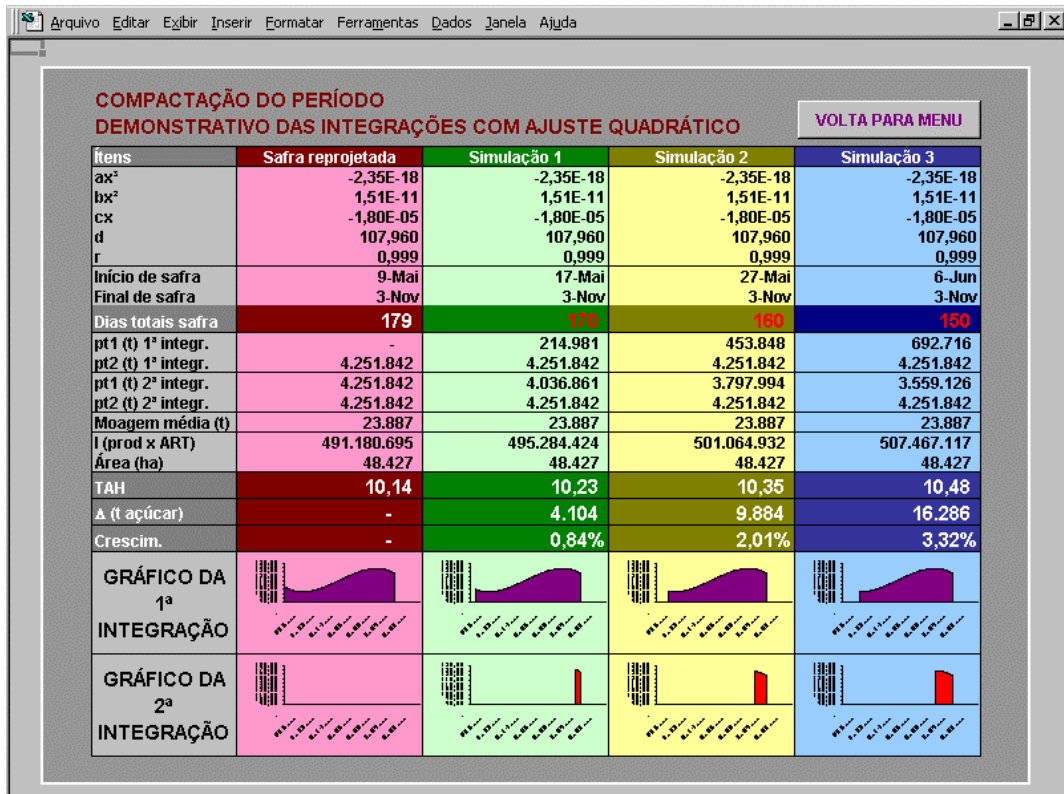 Arquivo Editar Exibir Inserir Formatar Ferramentas Dados Janela Ajuda
COMPACTAÇÃO DO PERÍODO
DEMONSTRATIVO DAS INTEGRAÇÕES COM AJUSTE QUADRÁTICO
VOLTA PARA MENU
Ítens Safra reprojetada Simulação 1 Simulação 2 Simulação 3
ax³ -2,35E-18 -2,35E-18 -2,35E-18 -2,35E-18
bx² 1,51E-11 1,51E-11 1,51E-11 1,51E-11
cx -1,80E-05 -1,80E-05 -1,80E-05 -1,80E-05
d 107,960 107,960 107,960 107,960
r 0,999 0,999 0,999 0,999
Início de safra 9-Mai 17-Mai 27-Mai 6-Jun
Final de safra 3-Nov 3-Nov 3-Nov 3-Nov
Dias totais safra 179 170 160 150
pt1 (t) 1ª integr. - 214.981 453.848 692.716
pt2 (t) 1ª integr. 4.251.842 4.251.842 4.251.842 4.251.842
pt1 (t) 2ª integr. 4.251.842 4.036.861 3.797.994 3.559.126
pt2 (t) 2ª integr. 4.251.842 4.251.842 4.251.842 4.251.842
Moagem média (t) 23.887 23.887 23.887 23.887
I (prod x ART) 491.180.695 495.284.424 501.064.932 507.467.117
Área (ha) 48.427 48.427 48.427 48.427
TAH 10,14 10,23 10,35 10,48
Δ (t açúcar) - 4.104 9.884 16.286
Crescim. - 0,84% 2,01% 3,32%
GRÁFICO DA
1ª
INTEGRAÇÃO
GRÁFICO DA
2ª
INTEGRAÇÃO